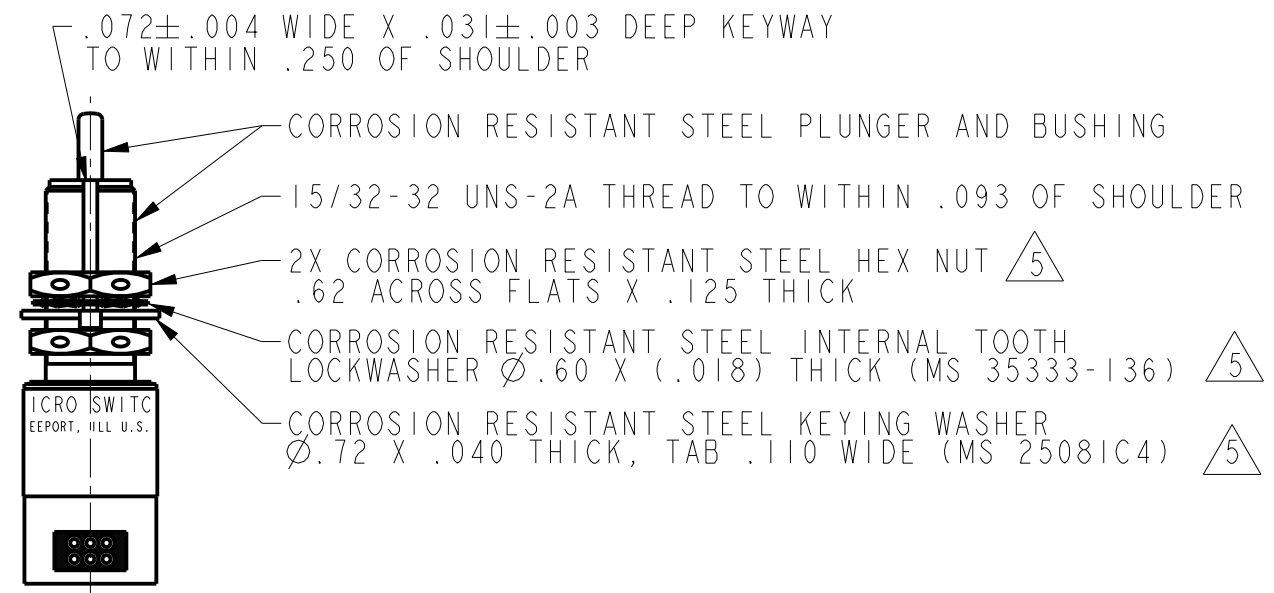 .072±.004 WIDE X .031±.003 DEEP KEYWAY
TO WITHIN .250 OF SHOULDER
CORROSION RESISTANT STEEL PLUNGER AND BUSHING
15/32-32 UNS-2A THREAD TO WITHIN .093 OF SHOULDER
2X CORROSION RESISTANT STEEL HEX NUT 5
.62 ACROSS FLATS X .125 THICK
CORROSION RESISTANT STEEL INTERNAL TOOTH
LOCKWASHER Ø.60 X (.018) THICK (MS 35333-136) 5
CORROSION RESISTANT STEEL KEYING WASHER
Ø.72 X .040 THICK, TAB .110 WIDE (MS 25081C4) 5
ICRO SWITC
EEPORT, ILL U.S.